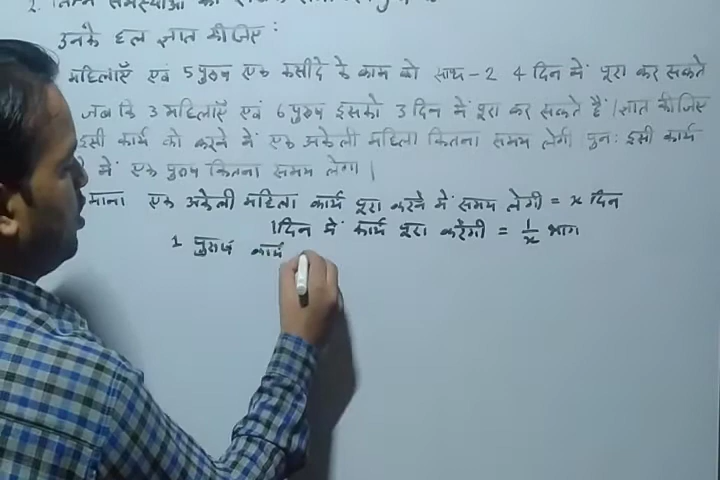 2. निम्न समस्याओं को
उनके हल ज्ञात कीजिए :
महिलाएँ एवं 5 पुरुष एक कसीदे के काम को साथ - 2 4 दिन में पूरा कर सकते
जब कि 3 महिलाएँ एवं 6 पुरुष इसको 3 दिन में पूरा कर सकते हैं । ज्ञात कीजिए
इसी कार्य को करने में एक अकेली महिला कितना समय लेगी पुनः इसी कार्य
में एक पुरुष कितना समय लेगा ।
माना एक अकेली महिला कार्य पूरा करने में समय लेगी = x दिन
1 दिन में कार्य पूरा करेगी = 1/x भाग
1 पुरुष कार्य